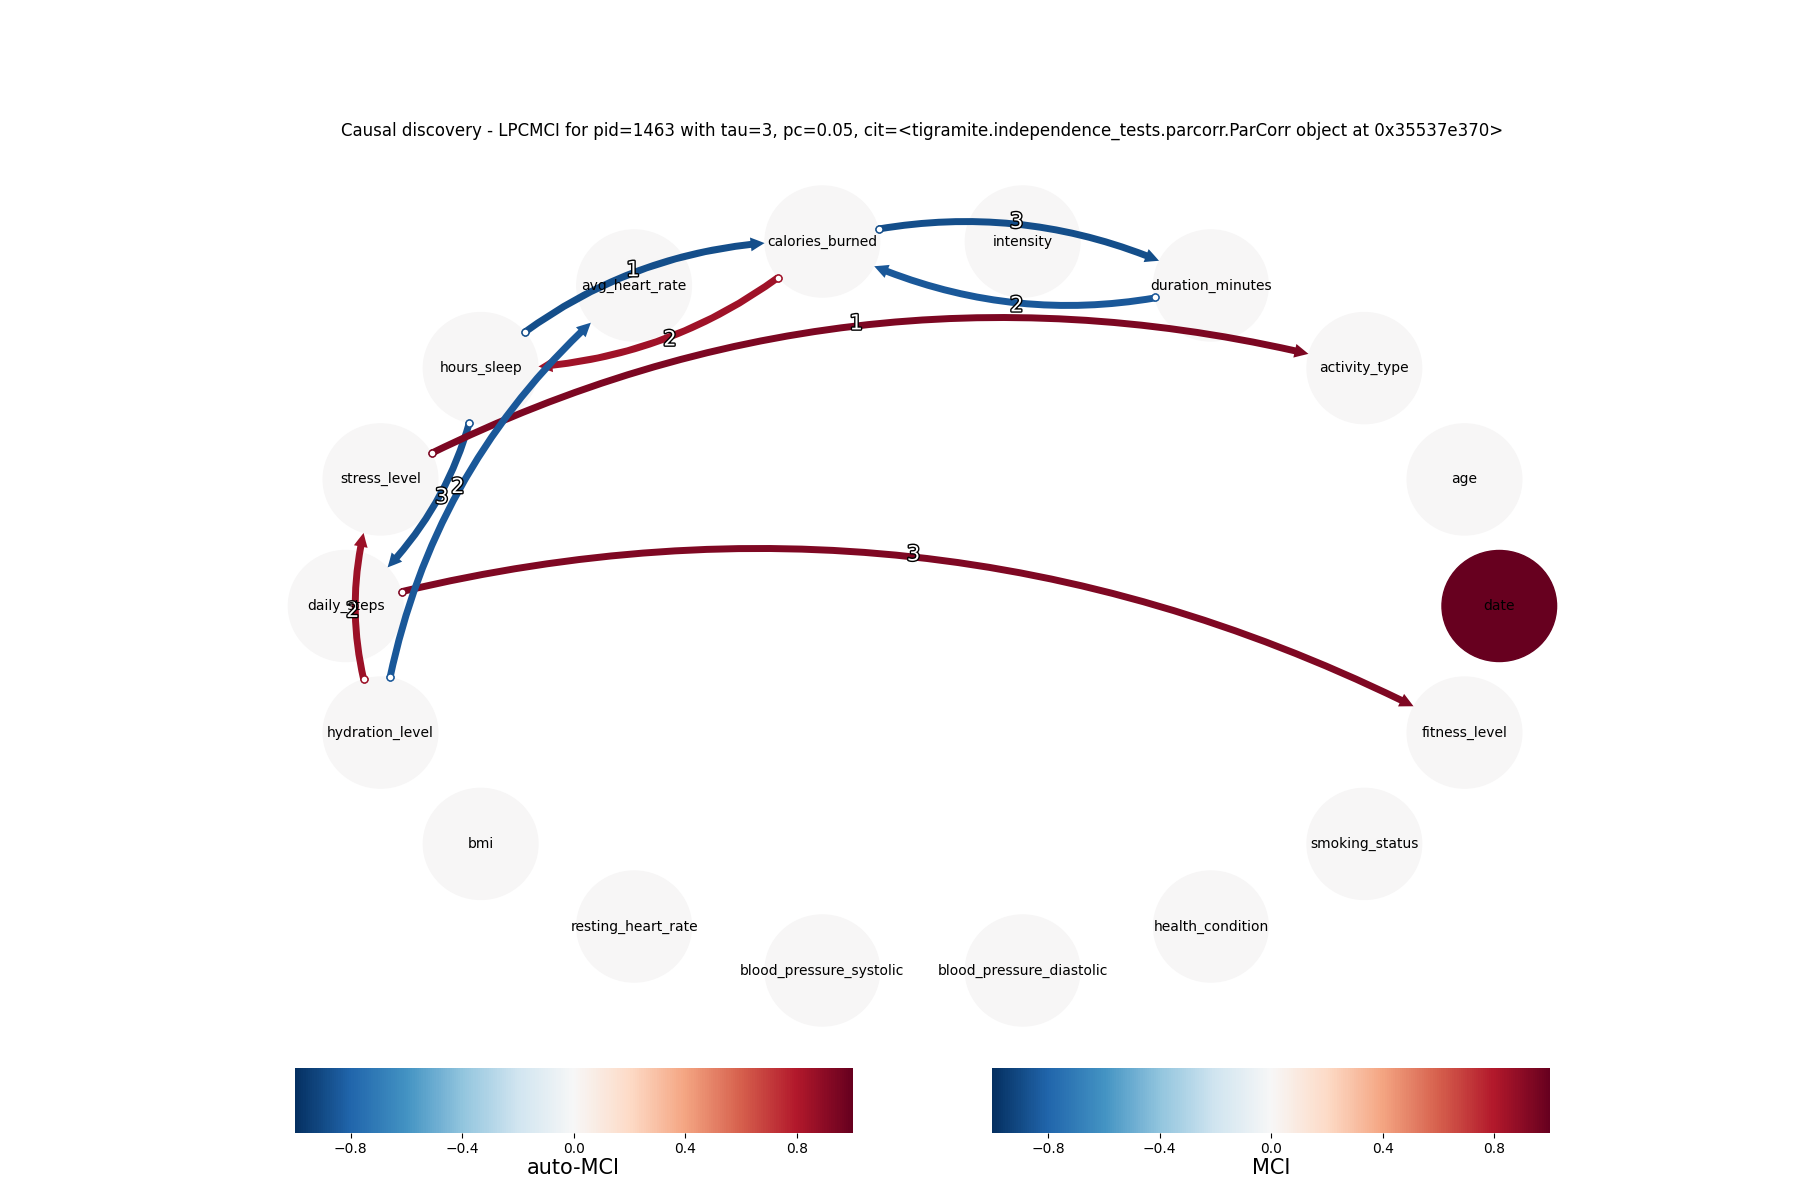 Causal discovery - LPCMCI for pid=1463 with tau=3, pc=0.05, cit=<tigramite.independence_tests.parcorr.ParCorr object at 0x35537e370>
3
calories_burned
intensity
1
avg_heart_rate
duration_minutes
2
1
2
hours_sleep
activity_type
stress_level
age
2
3
3
daily_steps
2
date
hydration_level
fitness_level
bmi
smoking_status
resting_heart_rate
health_condition
blood_pressure_systolic
blood_pressure_diastolic
−0.8 −0.4 0.0 0.4 0.8
auto-MCI
−0.8 −0.4 0.0 0.4 0.8
MCI